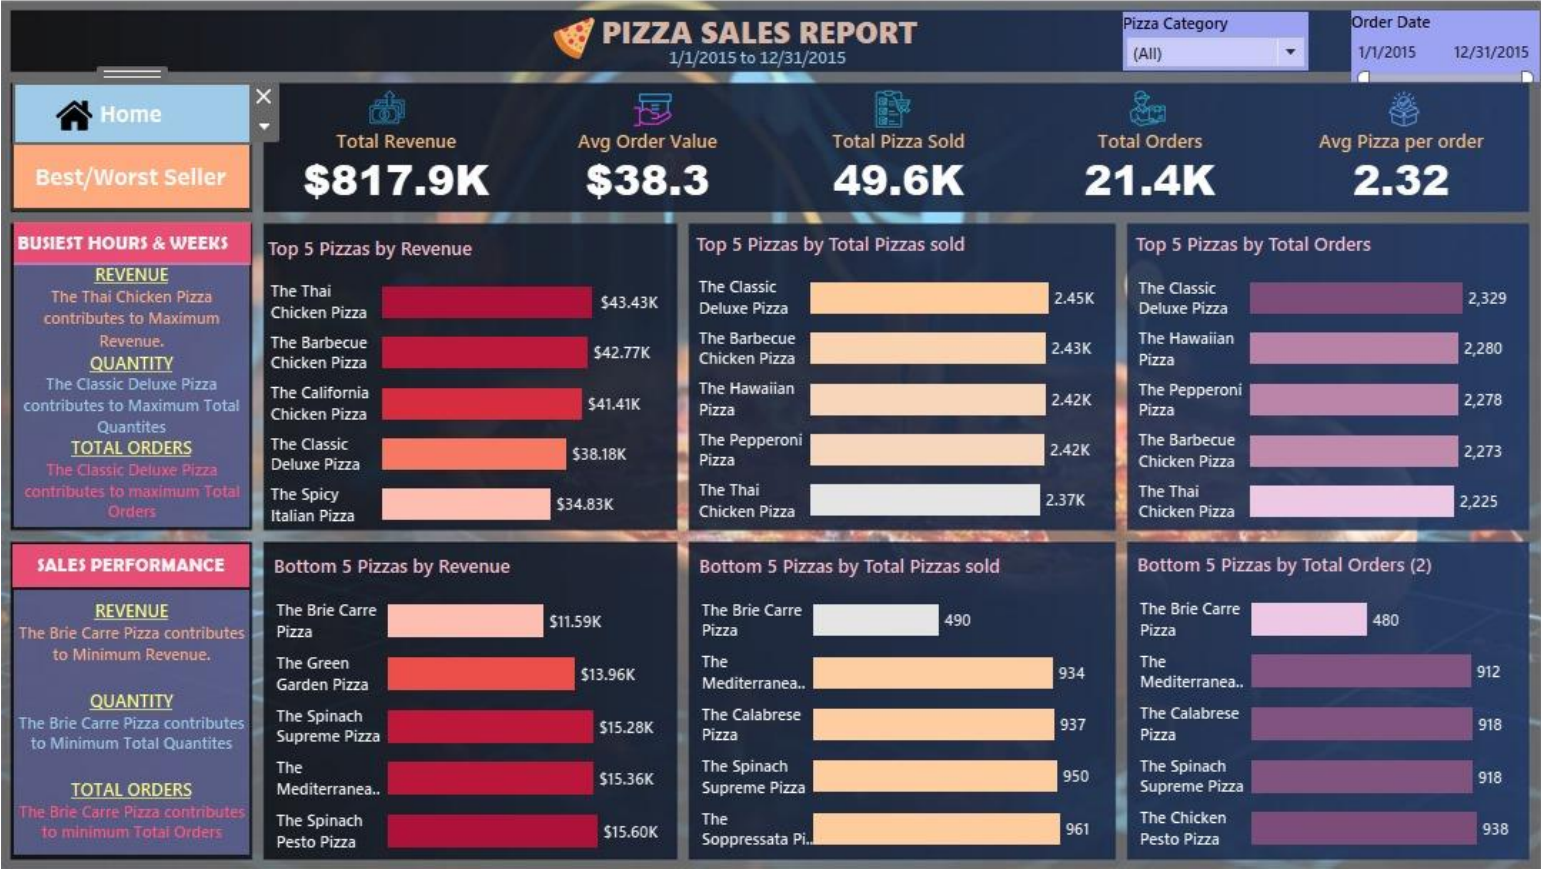 PIZZA SALES REPORT
1/1/2015 to 12/31/2015
Pizza Category
(All)
Order Date
1/1/2015 12/31/2015
Home
Best/Worst Seller
Total Revenue
$817.9K
Avg Order Value
$38.3
Total Pizza Sold
49.6K
Total Orders
21.4K
Avg Pizza per order
2.32
BUSIEST HOURS & WEEKS
REVENUE
The Thai Chicken Pizza
contributes to Maximum
Revenue.
QUANTITY
The Classic Deluxe Pizza
contributes to Maximum Total
Quantites
TOTAL ORDERS
The Classic Deluxe Pizza
contributes to maximum Total
Orders
Top 5 Pizzas by Revenue
The Thai
Chicken Pizza
$43.43K
The Barbecue
Chicken Pizza
$42.77K
The California
Chicken Pizza
$41.41K
The Classic
Deluxe Pizza
$38.18K
The Spicy
Italian Pizza
$34.83K
Top 5 Pizzas by Total Pizzas sold
The Classic
Deluxe Pizza
2.45K
The Barbecue
Chicken Pizza
2.43K
The Hawaiian
Pizza
2.42K
The Pepperoni
Pizza
2.42K
The Thai
Chicken Pizza
2.37K
Top 5 Pizzas by Total Orders
The Classic
Deluxe Pizza
2,329
The Hawaiian
Pizza
2,280
The Pepperoni
Pizza
2,278
The Barbecue
Chicken Pizza
2,273
The Thai
Chicken Pizza
2,225
SALES PERFORMANCE
REVENUE
The Brie Carre Pizza contributes
to Minimum Revenue.
QUANTITY
The Brie Carre Pizza contributes
to Minimum Total Quantites
TOTAL ORDERS
The Brie Carre Pizza contributes
to minimum Total Orders
Bottom 5 Pizzas by Revenue
The Brie Carre
Pizza
$11.59K
The Green
Garden Pizza
$13.96K
The Spinach
Supreme Pizza
$15.28K
The
Mediterranea..
$15.36K
The Spinach
Pesto Pizza
$15.60K
Bottom 5 Pizzas by Total Pizzas sold
The Brie Carre
Pizza
490
The
Mediterranea..
934
The Calabrese
Pizza
937
The Spinach
Supreme Pizza
950
The
Soppressata Pi..
961
Bottom 5 Pizzas by Total Orders (2)
The Brie Carre
Pizza
480
The
Mediterranea..
912
The Calabrese
Pizza
918
The Spinach
Supreme Pizza
918
The Chicken
Pesto Pizza
938